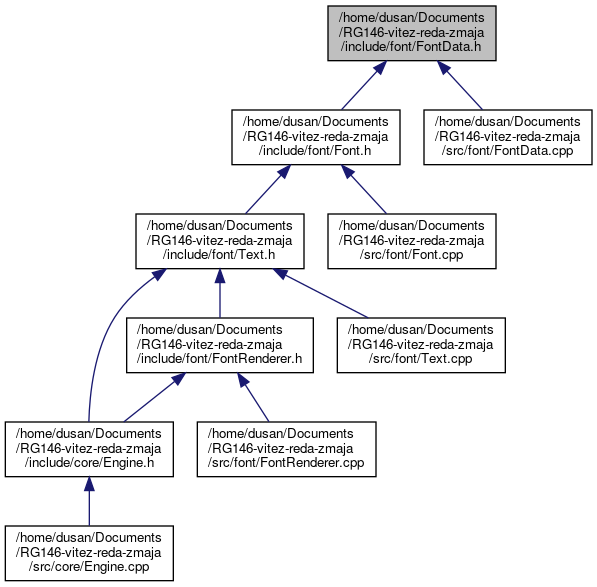 /home/dusan/Documents
/RG146-vitez-reda-zmaja
/include/font/FontData.h
/home/dusan/Documents
/RG146-vitez-reda-zmaja
/include/font/Font.h
/home/dusan/Documents
/RG146-vitez-reda-zmaja
/src/font/FontData.cpp
/home/dusan/Documents
/RG146-vitez-reda-zmaja
/include/font/Text.h
/home/dusan/Documents
/RG146-vitez-reda-zmaja
/src/font/Font.cpp
/home/dusan/Documents
/RG146-vitez-reda-zmaja
/include/font/FontRenderer.h
/home/dusan/Documents
/RG146-vitez-reda-zmaja
/src/font/Text.cpp
/home/dusan/Documents
/RG146-vitez-reda-zmaja
/include/core/Engine.h
/home/dusan/Documents
/RG146-vitez-reda-zmaja
/src/font/FontRenderer.cpp
/home/dusan/Documents
/RG146-vitez-reda-zmaja
/src/core/Engine.cpp